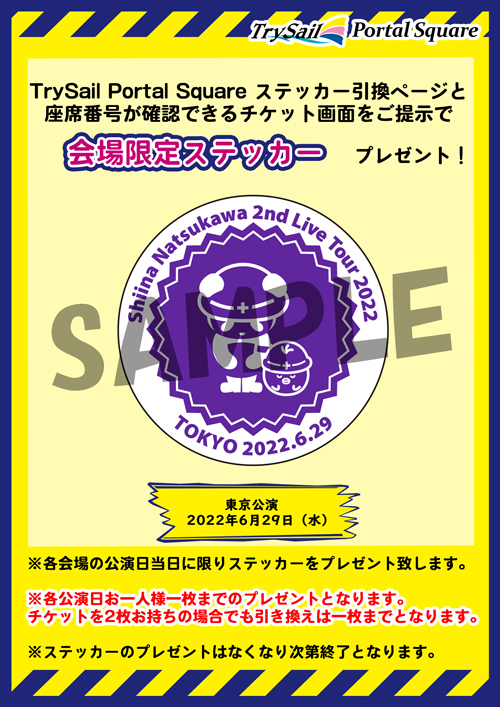 TrySail Portal Square
TrySail Portal Square ステッカー引換ページと
座席番号が確認できるチケット画面をご提示で
会場限定ステッカー プレゼント！
Shiina Natsukawa 2nd Live Tour 2022
SAMPLE
TOKYO 2022.6.29
東京公演
2022年6月29日（水）
※各会場の公演日当日に限りステッカーをプレゼント致します。
※各公演日お一人様一枚までのプレゼントとなります。
チケットを2枚お持ちの場合でも引き換えは一枚までとなります。
※ステッカーのプレゼントはなくなり次第終了となります。